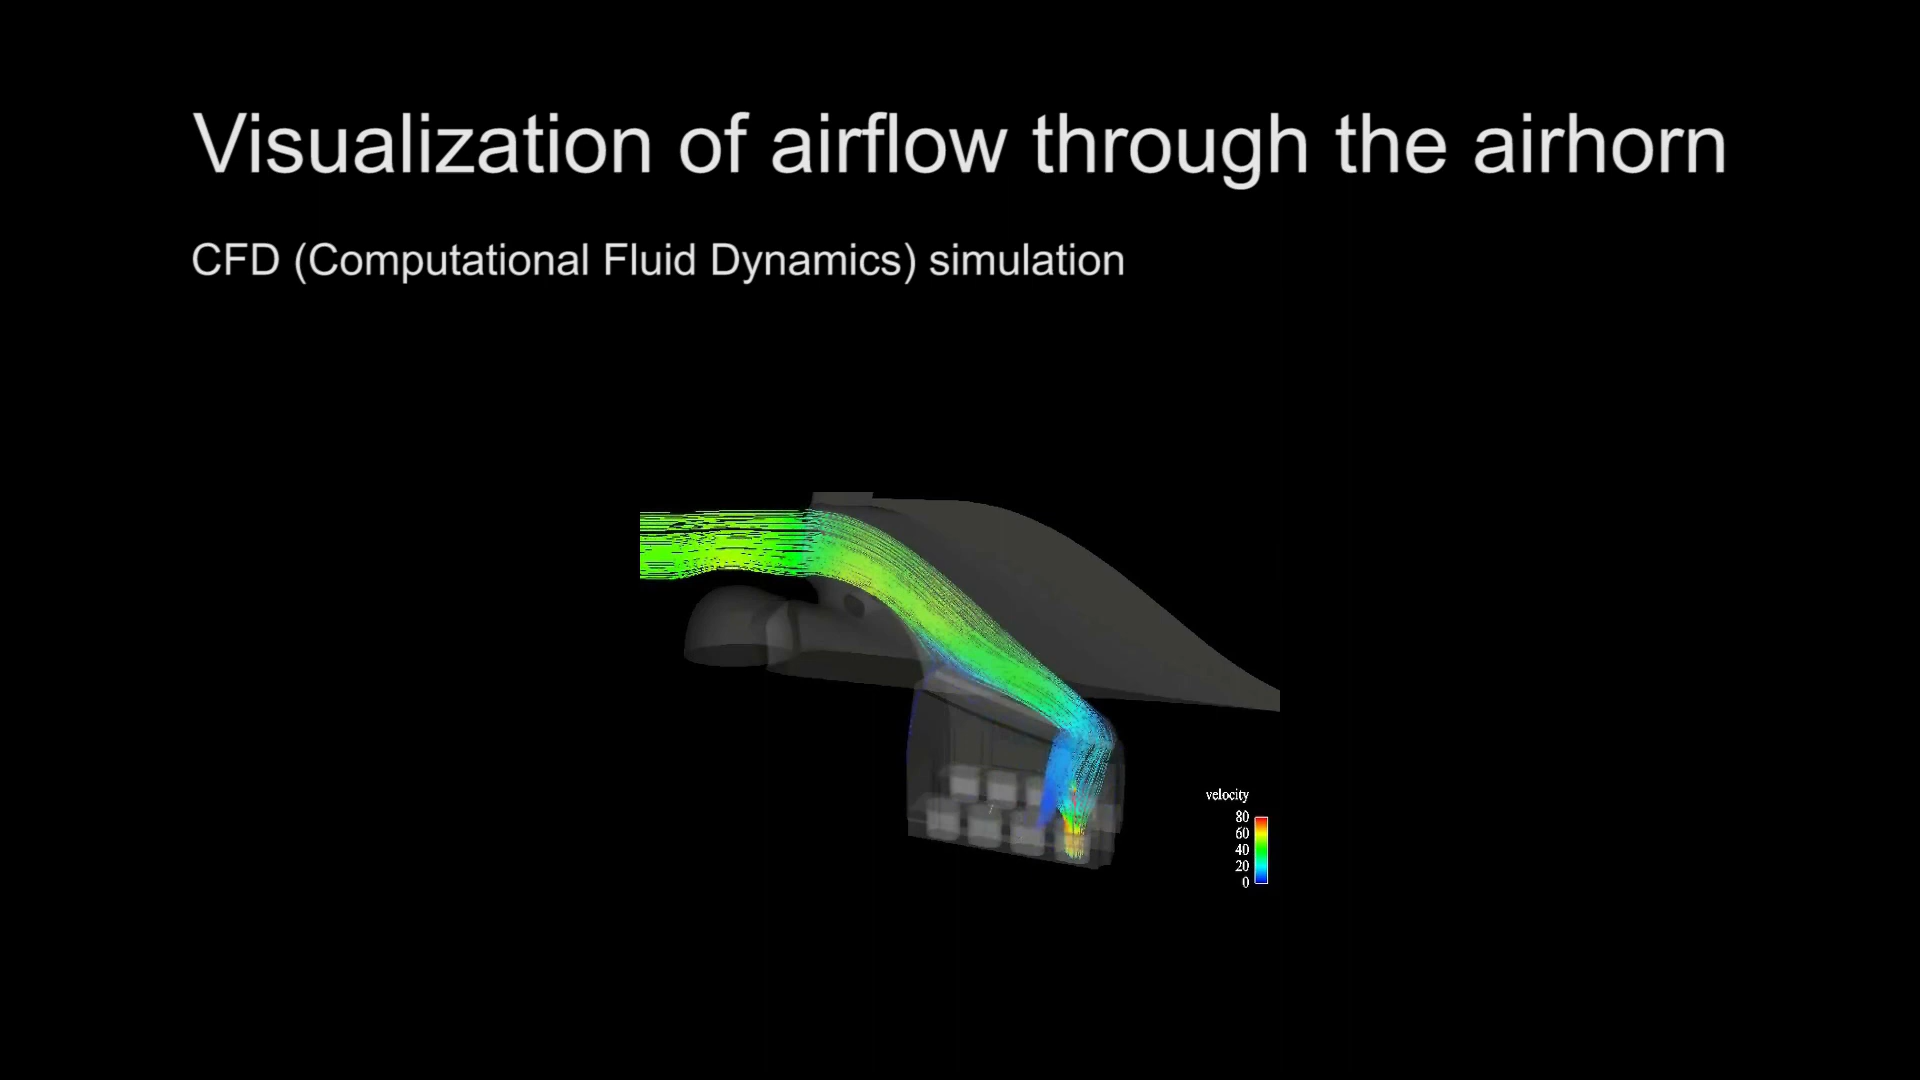 Visualization of airflow through the airhorn
CFD (Computational Fluid Dynamics) simulation
velocity
80
60
40
20
0